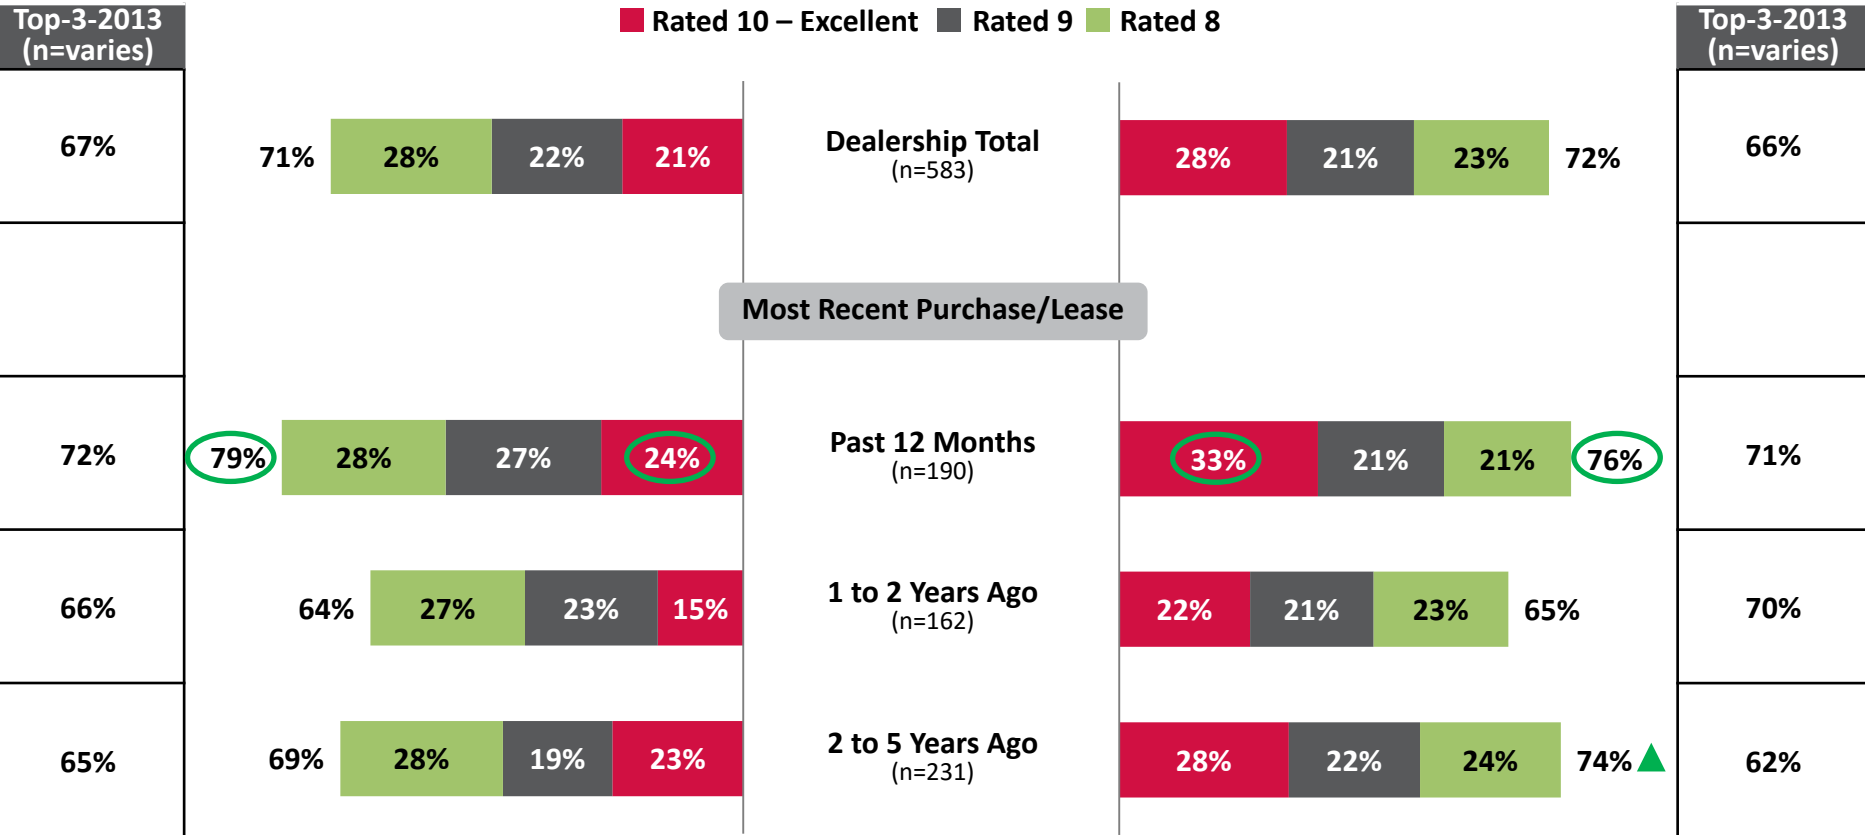 Top-3-2013
(n=varies)
Rated 10 – Excellent Rated 9 Rated 8
Top-3-2013
(n=varies)
67%
71% 28% 22% 21%
Dealership Total
(n=583)
28% 21% 23% 72%
66%
Most Recent Purchase/Lease
72%
79% 28% 27% 24%
Past 12 Months
(n=190)
33% 21% 21% 76%
71%
66%
64% 27% 23% 15%
1 to 2 Years Ago
(n=162)
22% 21% 23% 65%
70%
65%
69% 28% 19% 23%
2 to 5 Years Ago
(n=231)
28% 22% 24% 74%
62%